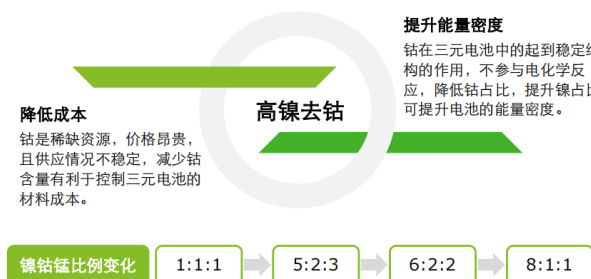 提升能量密度
钴在三元电池中的起到稳定结
构的作用，不参与电化学反
应，降低钴占比，提升镍占比
可提升电池的能量密度。
降低成本
钴是稀缺资源，价格昂贵，
且供应情况不稳定，减少钴
含量有利于控制三元电池的
材料成本。
高镍去钴
镍钴锰比例变化
1:1:1
5:2:3
6:2:2
8:1:1